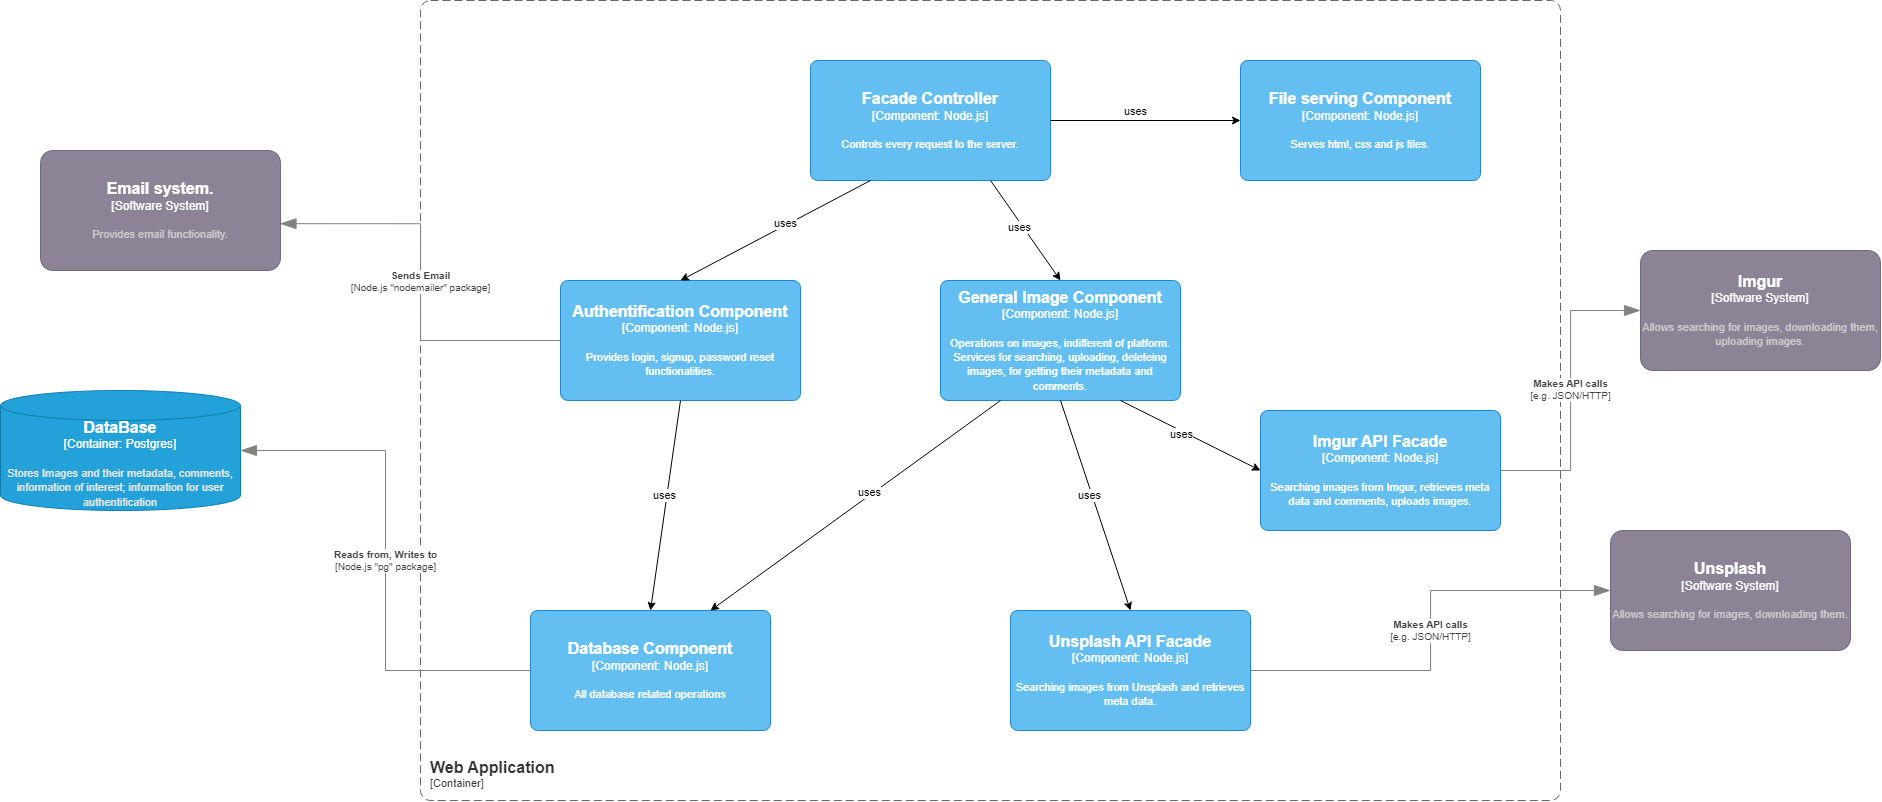 Facade Controller
[Component: Node.js]
Controls every request to the server.
uses
File serving Component
[Component: Node.js]
Serves html, css and js files.
Email system.
[Software System]
Provides email functionality.
uses
uses
Sends Email
[Node.js "nodemailer" package]
Authentification Component
[Component: Node.js]
Provides login, signup, password reset
functionalities.
General Image Component
[Component: Node.js]
Operations on images, indifferent of platform.
Services for searching, uploading, deleteing
images, for getting their metadata and
comments.
Imgur
[Software System]
Allows searching for images, downloading them,
uploading images.
Makes API calls
[e.g. JSON/HTTP]
DataBase
[Container: Postgres]
Stores Images and their metadata, comments,
information of interest; information for user
authentification
uses
Imgur API Facade
[Component: Node.js]
Searching images from Imgur, retrieves meta
data and comments, uploads images.
uses
uses
uses
Reads from, Writes to
[Node.js "pg" package]
Unsplash
[Software System]
Allows searching for images, downloading them.
Makes API calls
[e.g. JSON/HTTP]
Database Component
[Component: Node.js]
All database related operations
Unsplash API Facade
[Component: Node.js]
Searching images from Unsplash and retrieves
meta data.
Web Application
[Container]